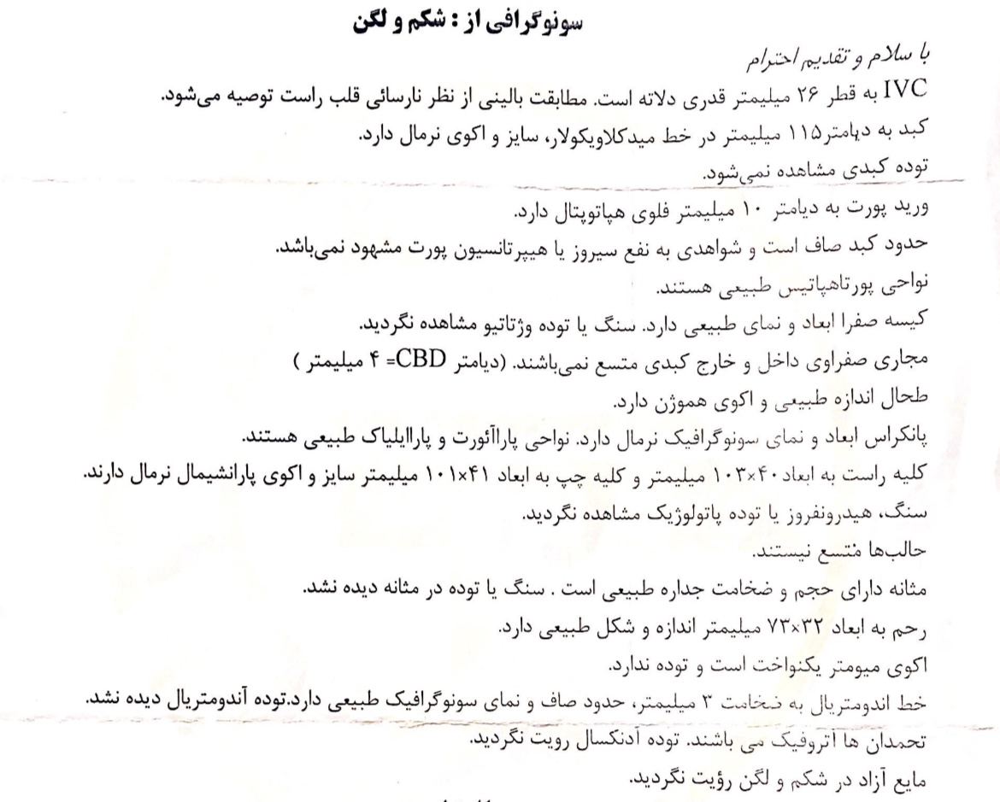 سونوگرافی از : شکم و لگن
با سلام و تقدیم احترام
IVC به قطر ۲۶ میلیمتر قدری دلاته است. مطابقت بالینی از نظر نارسائی قلب راست توصیه می‌شود.
کبد به دیامتر۱۱۵ میلیمتر در خط میدکلاویکولار، سایز و اکوی نرمال دارد.
توده کبدی مشاهده نمی‌شود.
ورید پورت به دیامتر ۱۰ میلیمتر فلوی هپاتوپتال دارد.
حدود کبد صاف است و شواهدی به نفع سیروز یا هیپرتانسیون پورت مشهود نمی‌باشد.
نواحی پورتاهپاتیس طبیعی هستند.
کیسه صفرا ابعاد و نمای طبیعی دارد. سنگ یا توده وژتاتیو مشاهده نگردید.
مجاری صفراوی داخل و خارج کبدی متسع نمی‌باشند. (دیامتر CBD= ۴ میلیمتر )
طحال اندازه طبیعی و اکوی هموژن دارد.
پانکراس ابعاد و نمای سونوگرافیک نرمال دارد. نواحی پاراآئورت و پاراایلیاک طبیعی هستند.
کلیه راست به ابعاد۴۰×۱۰۳ میلیمتر و کلیه چپ به ابعاد ۴۱×۱۰۱ میلیمتر سایز و اکوی پارانشیمال نرمال دارند.
سنگ، هیدرونفروز یا توده پاتولوژیک مشاهده نگردید.
حالب‌ها متسع نیستند.
مثانه دارای حجم و ضخامت جداره طبیعی است . سنگ یا توده در مثانه دیده نشد.
رحم به ابعاد ۳۲×۷۳ میلیمتر اندازه و شکل طبیعی دارد.
اکوی میومتر یکنواخت است و توده ندارد.
خط اندومتریال به ضخامت ۳ میلیمتر، حدود صاف و نمای سونوگرافیک طبیعی دارد.توده آندومتریال دیده نشد.
تخمدان ها آتروفیک می باشند. توده آدنکسال رویت نگردید.
مایع آزاد در شکم و لگن رؤیت نگردید.